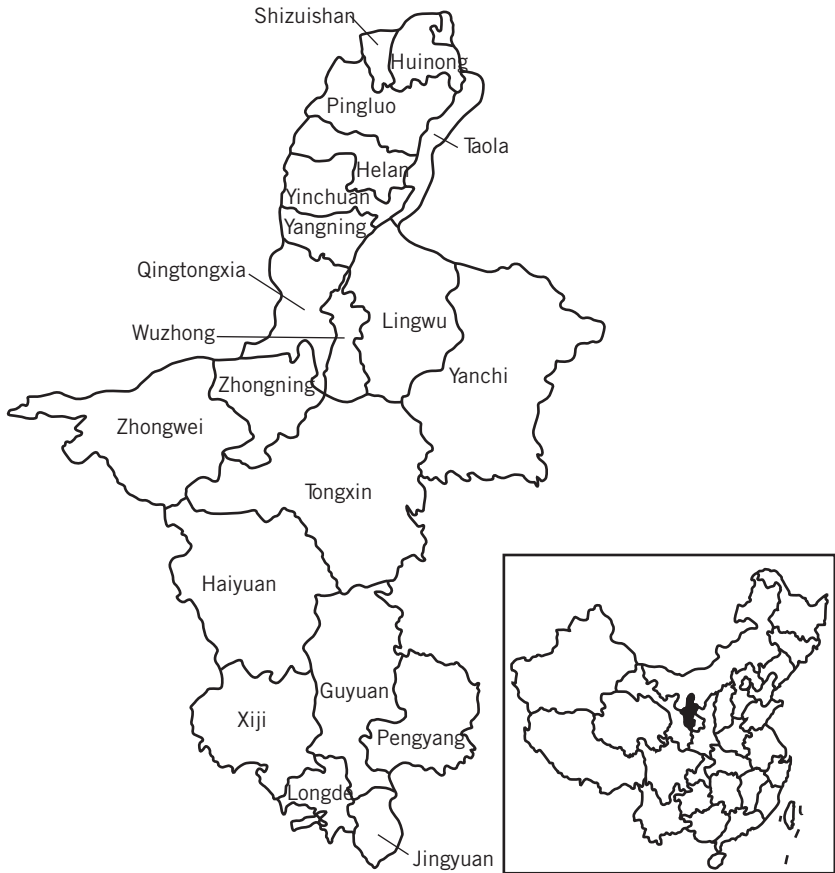 Shizuishan
Huinong
Pingluo
Taola
Helan
Yinchuan
Yangning
Qingtongxia
Lingwu
Wuzhong
Yanchi
Zhongning
Zhongwei
Tongxin
Haiyuan
Guyuan
Xiji
Pengyang
Longde
Jingyuan